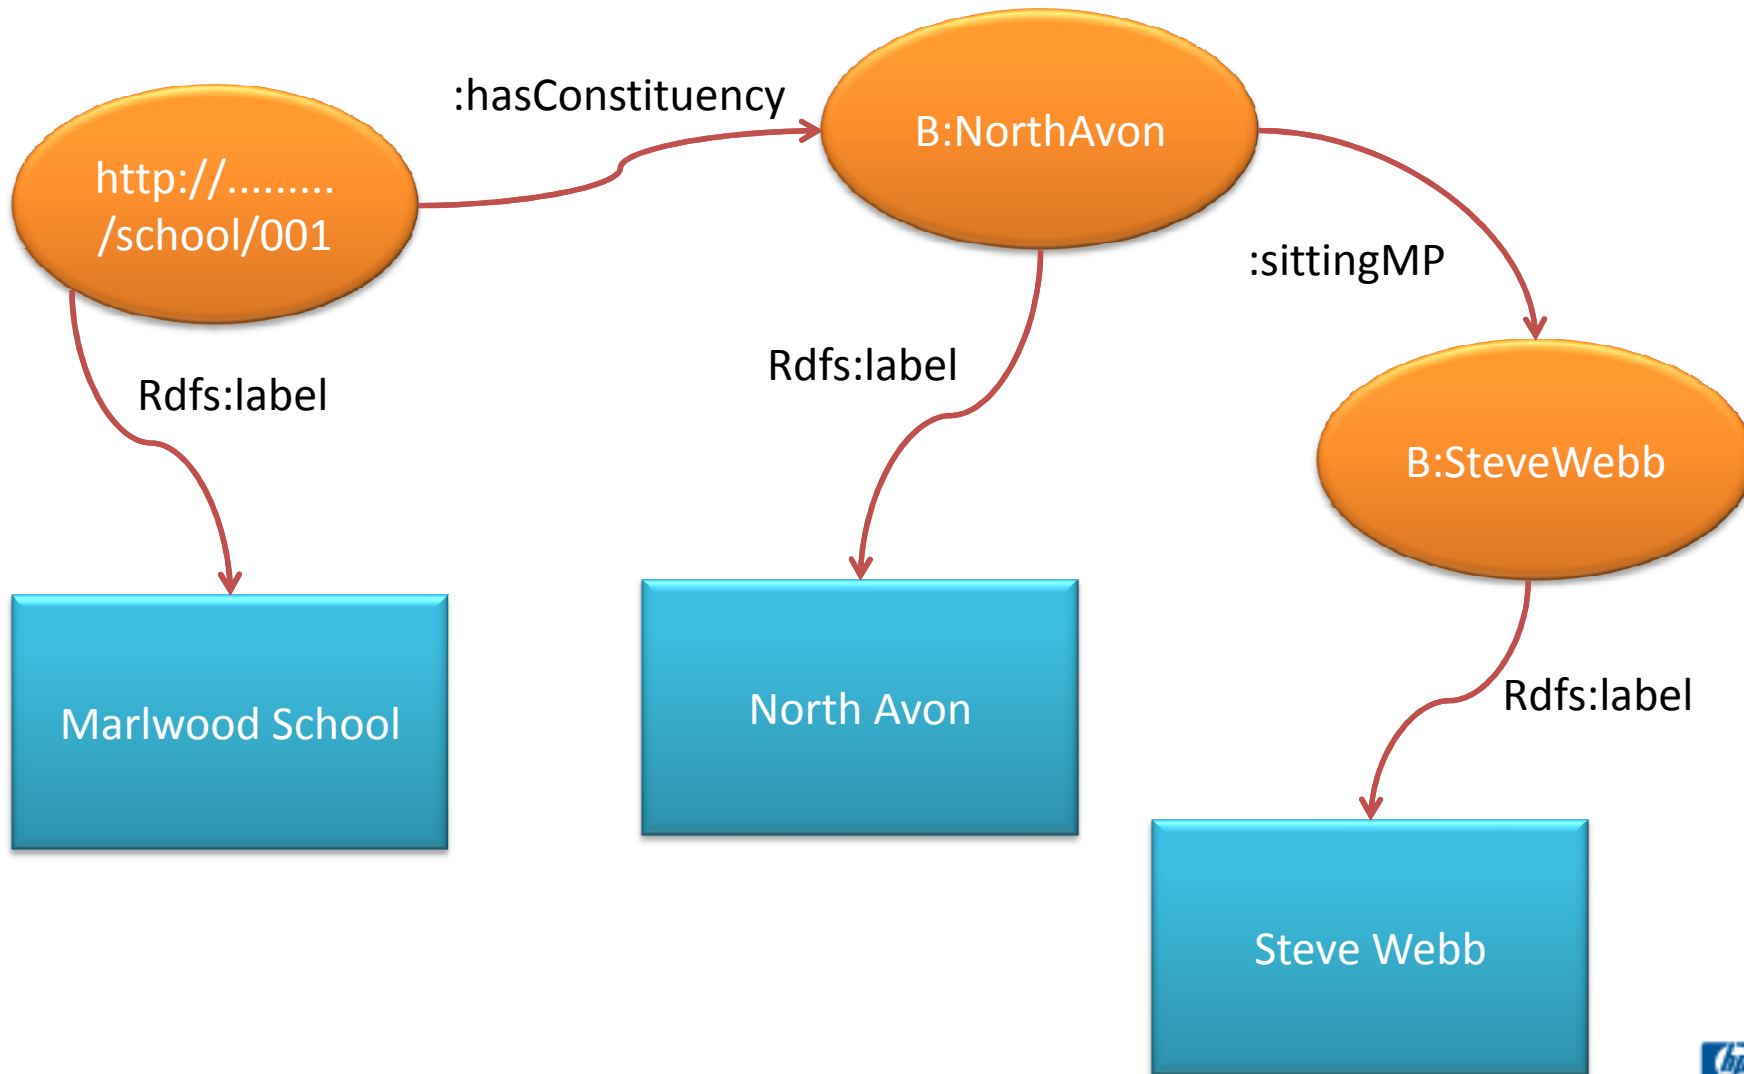 :hasConstituency
B:NorthAvon
http://.........
/school/001
:sittingMP
Rdfs:label
Rdfs:label
B:SteveWebb
Marlwood School
North Avon
Rdfs:label
Steve Webb
hp